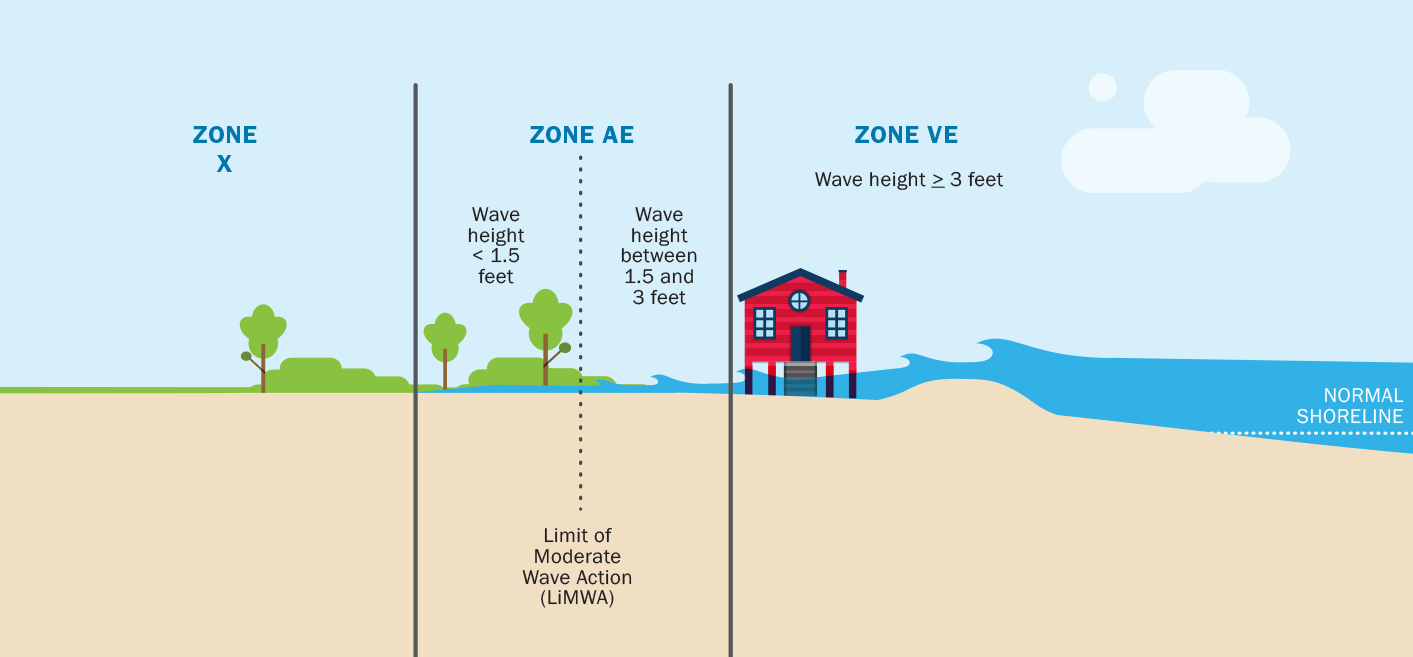 ZONE
X
ZONE AE
ZONE VE
Wave height ≥ 3 feet
Wave
height
< 1.5
feet
Wave
height
between
1.5 and
3 feet
NORMAL
SHORELINE
Limit of
Moderate
Wave Action
(LiMWA)